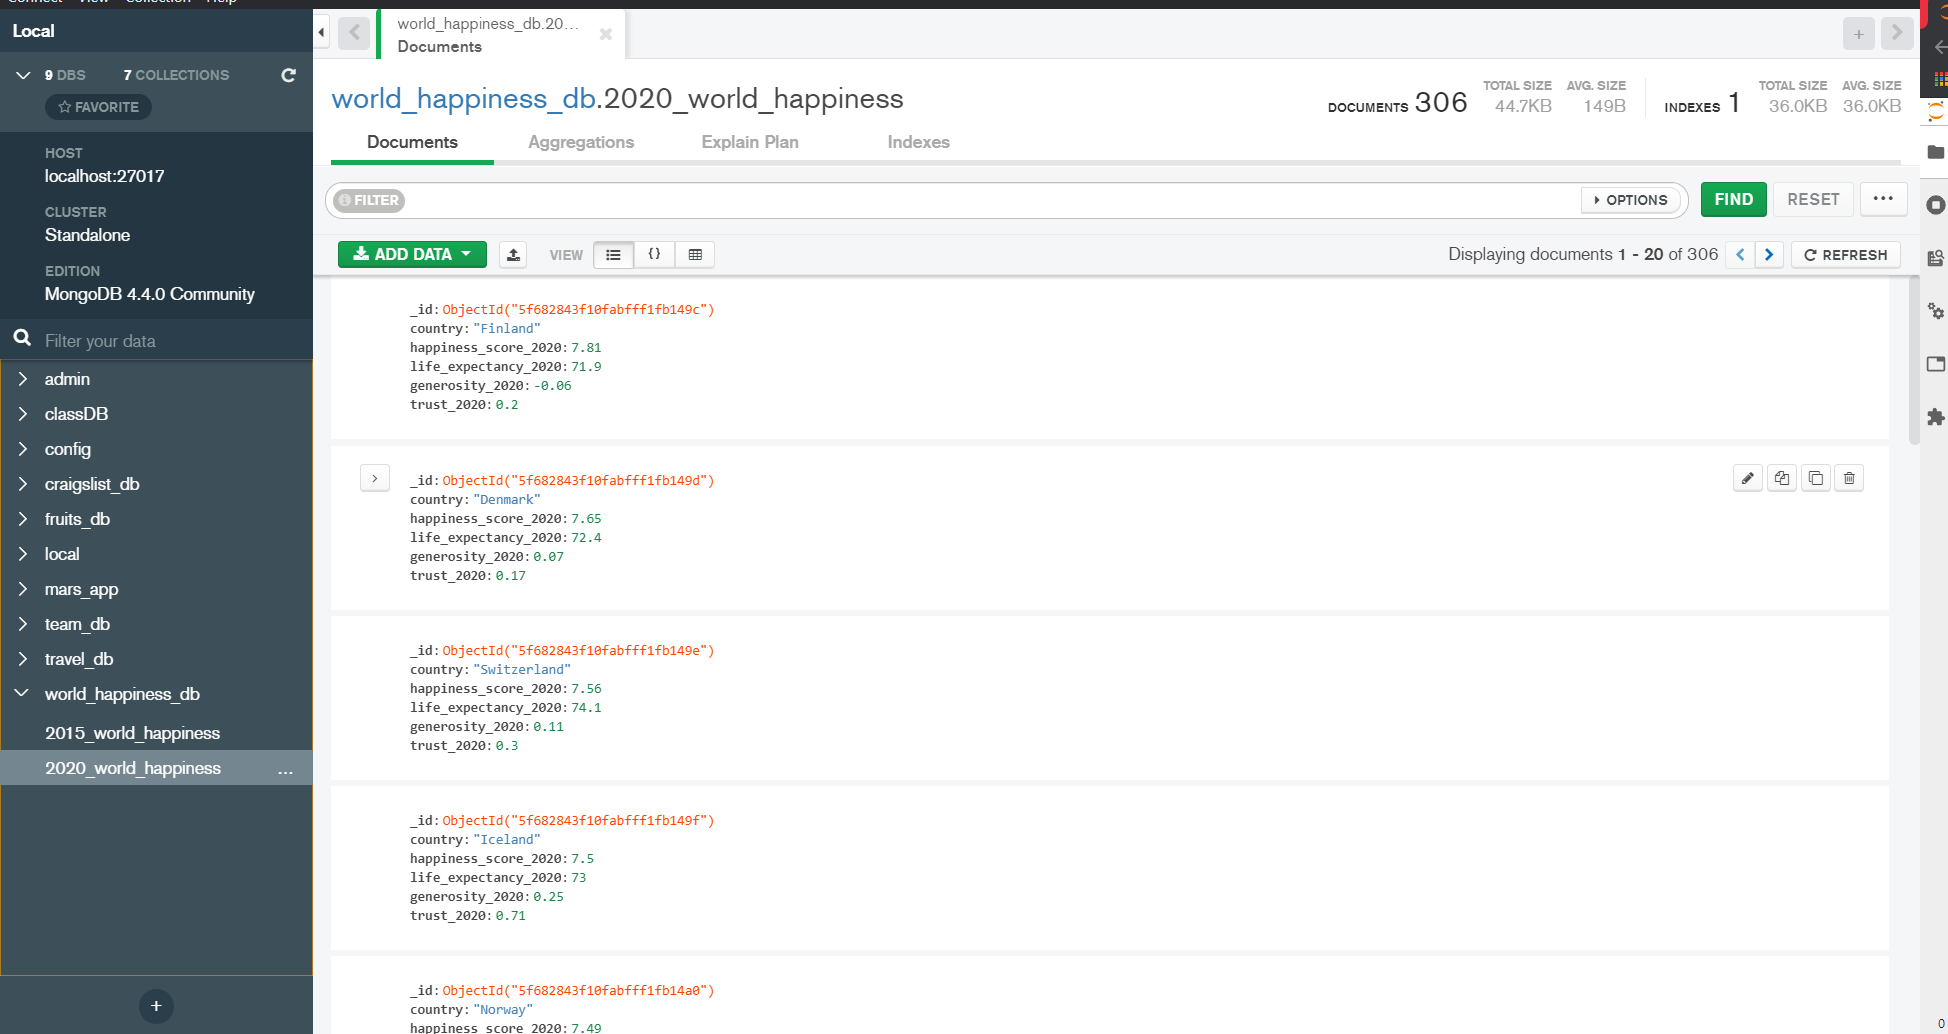 Connect View Collection Help
Local
9 DBS 7 COLLECTIONS
FAVORITE
HOST
localhost:27017
CLUSTER
Standalone
EDITION
MongoDB 4.4.0 Community
Filter your data
admin
classDB
config
craigslist_db
fruits_db
local
mars_app
team_db
travel_db
world_happiness_db
2015_world_happiness
2020_world_happiness ...
+
world_happiness_db.20...
Documents
+
world_happiness_db.2020_world_happiness
DOCUMENTS 306
TOTAL SIZE
44.7KB
AVG. SIZE
149B
INDEXES 1
TOTAL SIZE
36.0KB
AVG. SIZE
36.0KB
Documents Aggregations Explain Plan Indexes
FILTER OPTIONS FIND RESET ...
ADD DATA VIEW {} Displaying documents 1 - 20 of 306 < > REFRESH
_id: ObjectId("5f682843f10fabfff1fb149c")
country: "Finland"
happiness_score_2020: 7.81
life_expectancy_2020: 71.9
generosity_2020: -0.06
trust_2020: 0.2
_id: ObjectId("5f682843f10fabfff1fb149d")
country: "Denmark"
happiness_score_2020: 7.65
life_expectancy_2020: 72.4
generosity_2020: 0.07
trust_2020: 0.17
_id: ObjectId("5f682843f10fabfff1fb149e")
country: "Switzerland"
happiness_score_2020: 7.56
life_expectancy_2020: 74.1
generosity_2020: 0.11
trust_2020: 0.3
_id: ObjectId("5f682843f10fabfff1fb149f")
country: "Iceland"
happiness_score_2020: 7.5
life_expectancy_2020: 73
generosity_2020: 0.25
trust_2020: 0.71
_id: ObjectId("5f682843f10fabfff1fb14a0")
country: "Norway"
happiness_score_2020: 7.49
0